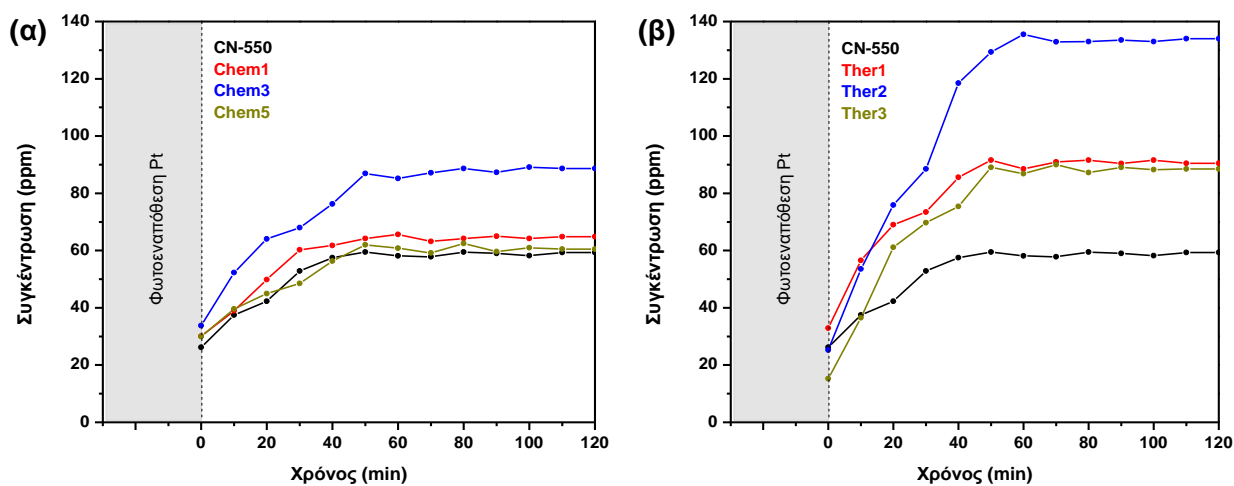 (α)
140
120
100
80
60
40
20
0
Συγκέντρωση (ppm)
Φωτοεναπόθεση Pt
CN-550
Chem1
Chem3
Chem5
0 20 40 60 80 100 120
Χρόνος (min)
(β)
140
120
100
80
60
40
20
0
Συγκέντρωση (ppm)
Φωτοεναπόθεση Pt
CN-550
Ther1
Ther2
Ther3
0 20 40 60 80 100 120
Χρόνος (min)